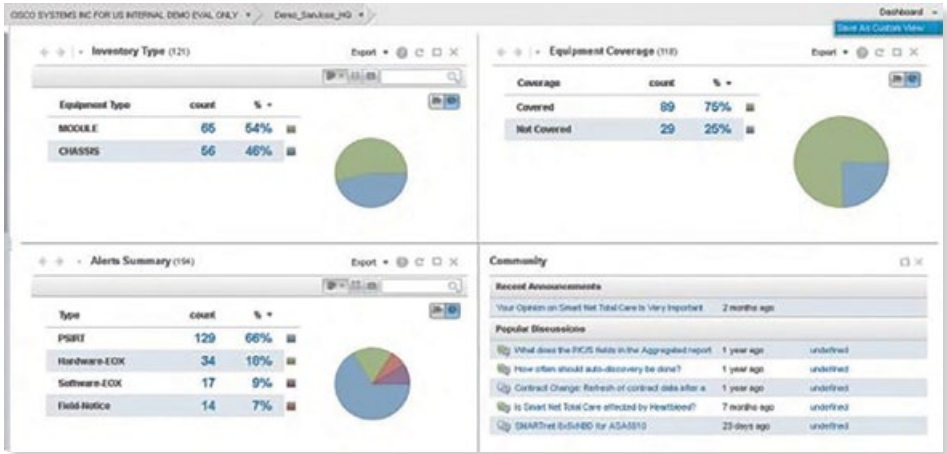 CISCO SYSTEMS INC FOR US INTERNAL DEMO EVAL ONLY
Demo_SanJose_HQ
Dashboard
Save As Custom View
Inventory Type (121)
Export
Equipment Type count %
MODULE 65 54%
CHASSIS 56 46%
Equipment Coverage (118)
Export
Coverage count %
Covered 89 75%
Not Covered 29 25%
Alerts Summary (194)
Export
Type count %
PSIRT 129 66%
Hardware-EOX 34 18%
Software-EOX 17 9%
Field-Notice 14 7%
Community
Recent Announcements
Your Opinion on Smart Net Total Care Is Very Important 2 months ago
Popular Discussions
What does the P/C/S fields in the Aggregated report 1 year ago undefined
How often should auto-discovery be done? 1 year ago undefined
Contract Change: Refresh of contract data after a 1 year ago undefined
Is Smart Net Total Care affected by Heartbleed? 7 months ago undefined
SMARTnet 8x5xNBD for ASA5510 23 days ago undefined